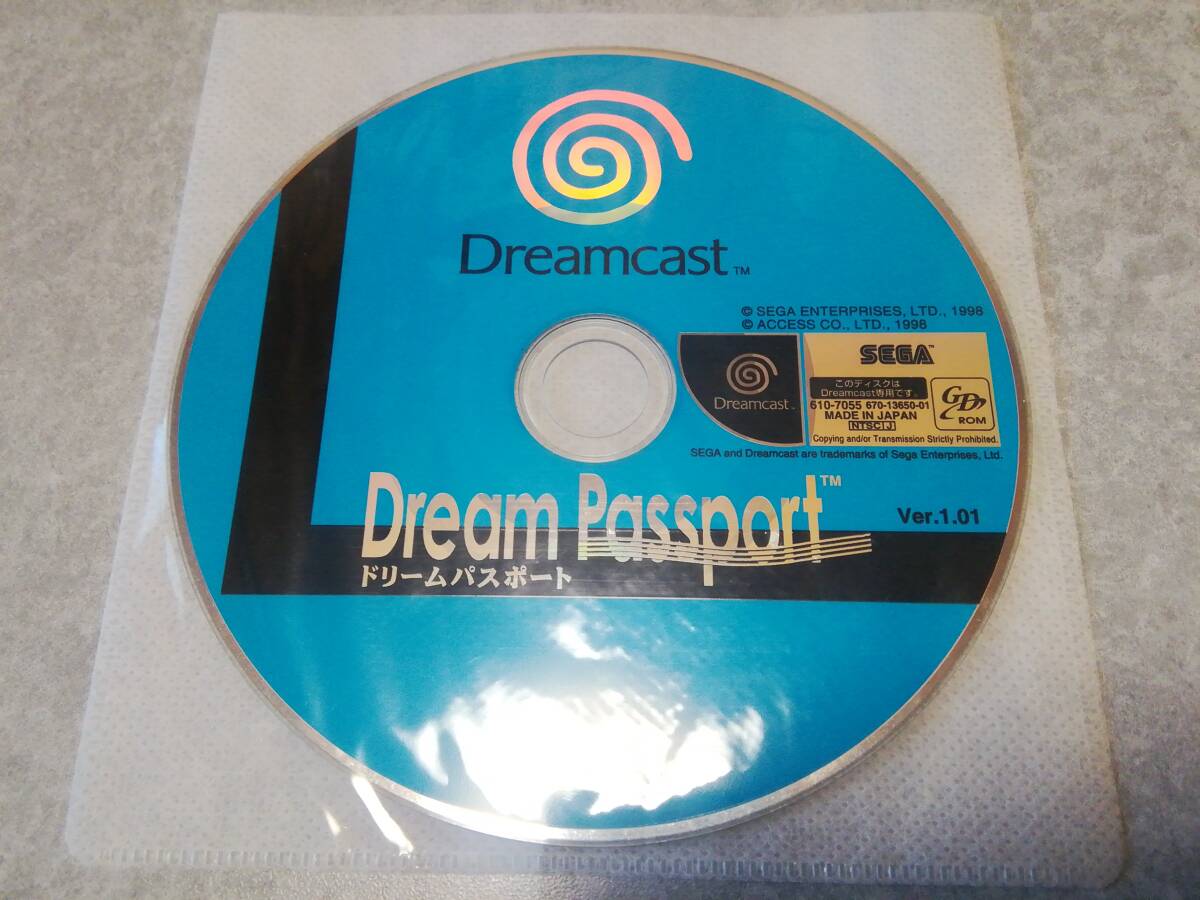 Dreamcast™
© SEGA ENTERPRISES, LTD., 1998
© ACCESS CO., LTD., 1998
Dreamcast™
SEGA™
このディスクは
Dreamcast専用です。
610-7055 670-13650-01
MADE IN JAPAN
NTSC J
Copying and/or Transmission Strictly Prohibited.
GD ROM
SEGA and Dreamcast are trademarks of Sega Enterprises, Ltd.
Dream Passport™
ドリームパスポート
Ver.1.01